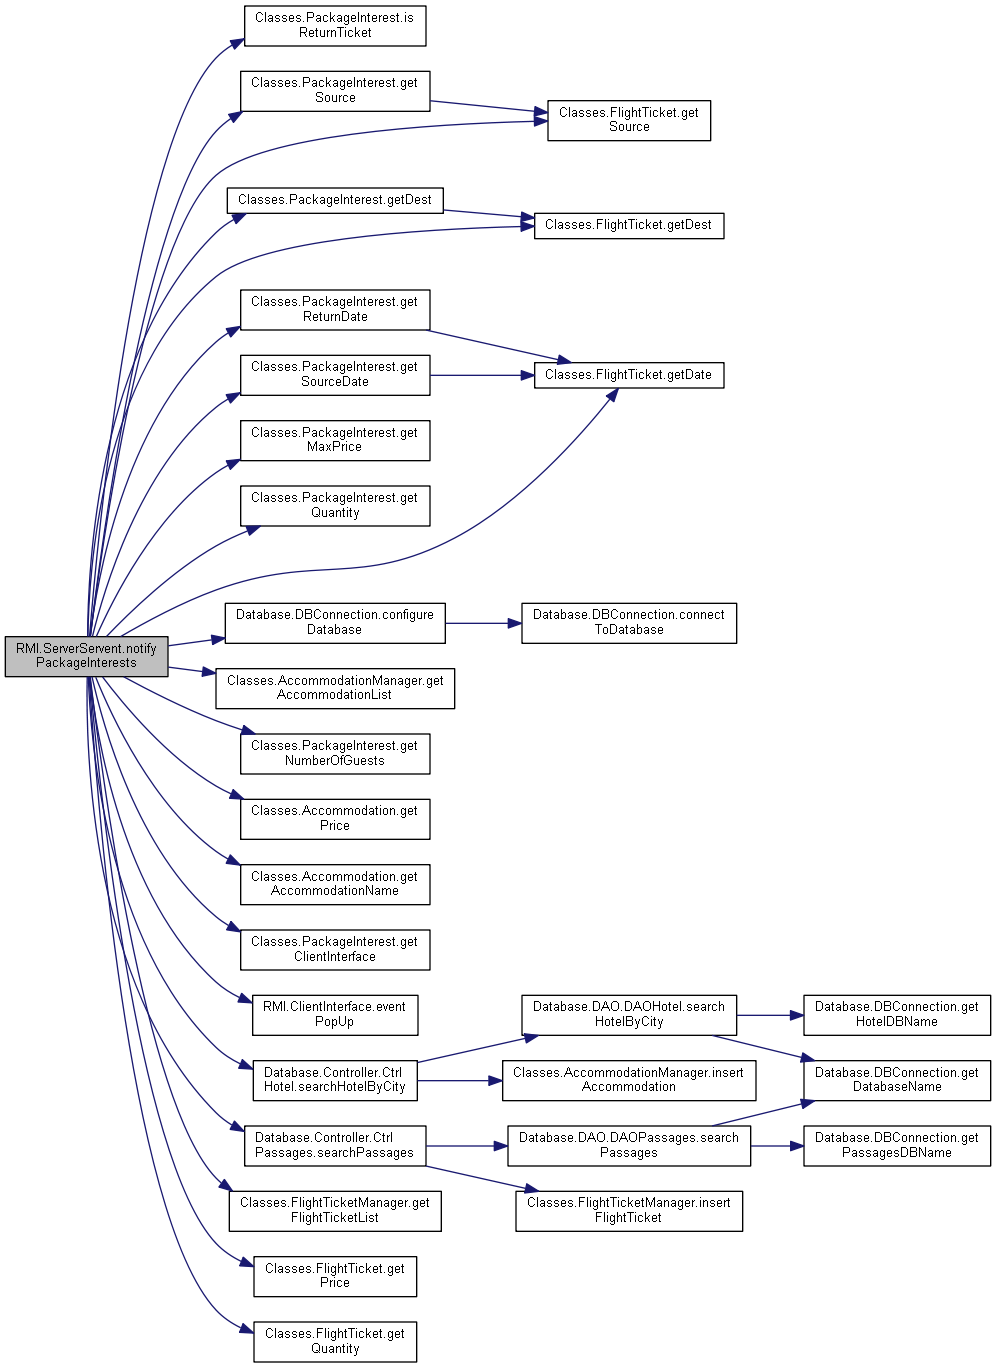 Classes.PackageInterest.is
ReturnTicket
Classes.PackageInterest.get
Source
Classes.FlightTicket.get
Source
Classes.PackageInterest.getDest
Classes.FlightTicket.getDest
Classes.PackageInterest.get
ReturnDate
Classes.PackageInterest.get
SourceDate
Classes.FlightTicket.getDate
Classes.PackageInterest.get
MaxPrice
Classes.PackageInterest.get
Quantity
Database.DBConnection.configure
Database
Database.DBConnection.connect
ToDatabase
RMI.ServerServent.notify
PackageInterests
Classes.AccommodationManager.get
AccommodationList
Classes.PackageInterest.get
NumberOfGuests
Classes.Accommodation.get
Price
Classes.Accommodation.get
AccommodationName
Classes.PackageInterest.get
ClientInterface
RMI.ClientInterface.event
PopUp
Database.DAO.DAOHotel.search
HotelByCity
Database.DBConnection.get
HotelDBName
Database.Controller.Ctrl
Hotel.searchHotelByCity
Classes.AccommodationManager.insert
Accommodation
Database.DBConnection.get
DatabaseName
Database.Controller.Ctrl
Passages.searchPassages
Database.DAO.DAOPassages.search
Passages
Database.DBConnection.get
PassagesDBName
Classes.FlightTicketManager.get
FlightTicketList
Classes.FlightTicketManager.insert
FlightTicket
Classes.FlightTicket.get
Price
Classes.FlightTicket.get
Quantity